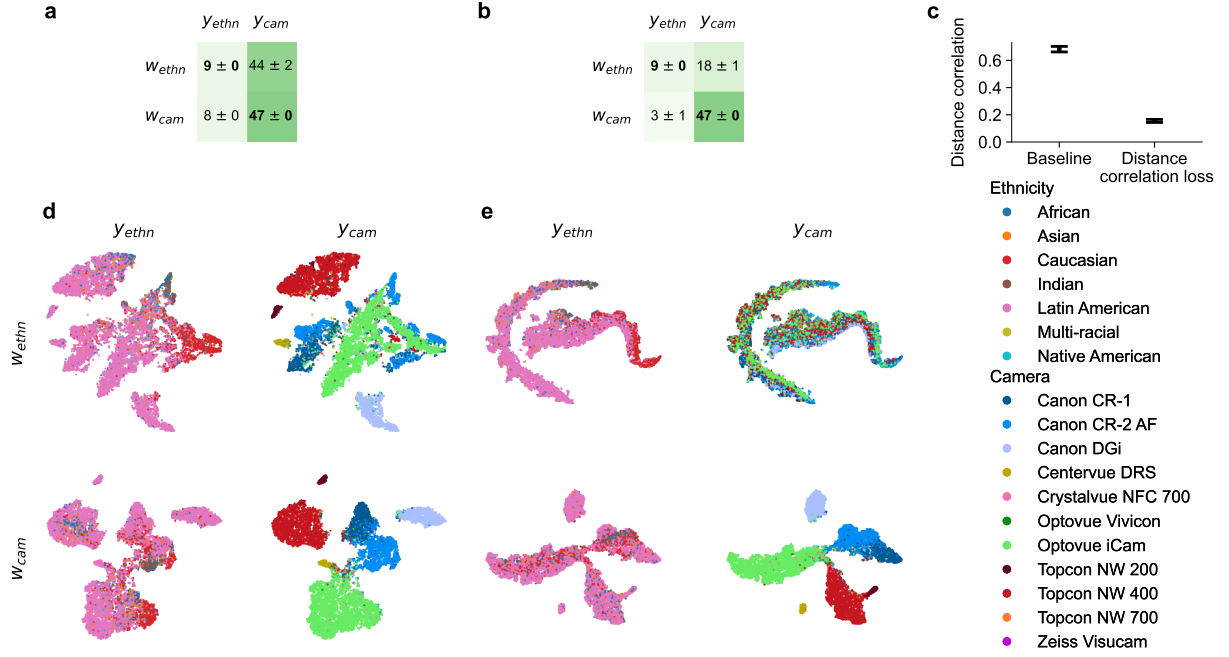 a
y_ethn y_cam
w_ethn 9 ± 0 44 ± 2
w_cam 8 ± 0 47 ± 0
b
y_ethn y_cam
w_ethn 9 ± 0 18 ± 1
w_cam 3 ± 1 47 ± 0
c
Distance correlation
0.6
0.4
0.2
0.0
Baseline
Distance
correlation loss
d
y_ethn y_cam
w_ethn
w_cam
e
y_ethn y_cam
Ethnicity
African
Asian
Caucasian
Indian
Latin American
Multi-racial
Native American
Camera
Canon CR-1
Canon CR-2 AF
Canon DGi
Centervue DRS
Crystalvue NFC 700
Optovue Vivicon
Optovue iCam
Topcon NW 200
Topcon NW 400
Topcon NW 700
Zeiss Visucam